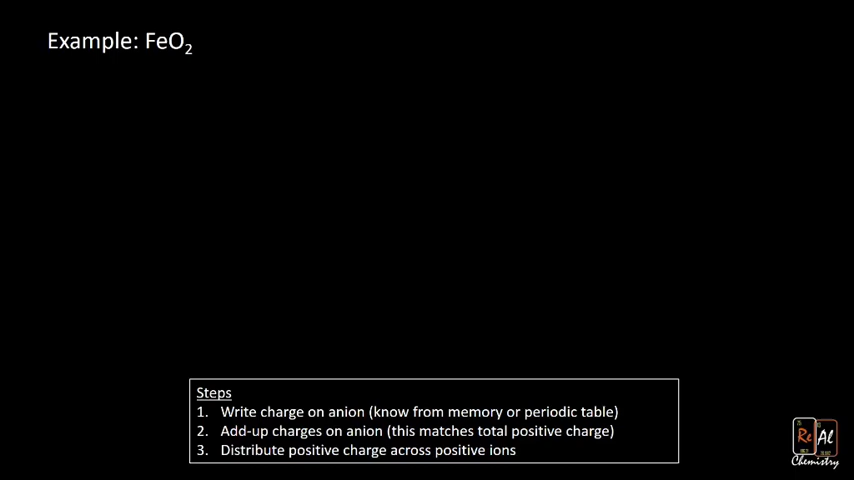 Example: FeO₂
Steps
1. Write charge on anion (know from memory or periodic table)
2. Add-up charges on anion (this matches total positive charge)
3. Distribute positive charge across positive ions
Re Al
Chemistry